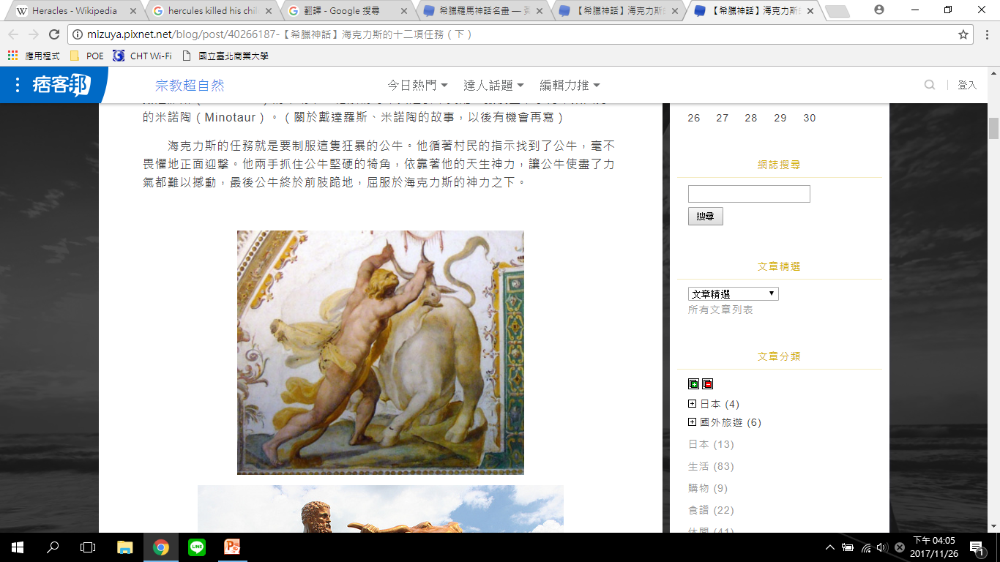 Heracles - Wikipedia
hercules killed his chil
翻譯 - Google 搜尋
希臘羅馬神話名畫 — 黃
【希臘神話】海克力斯的
【希臘神話】海克力斯的
mizuya.pixnet.net/blog/post/40266187-【希臘神話】海克力斯的十二項任務（下）
應用程式
POE
CHT Wi-Fi
國立臺北商業大學
痞客邦
宗教超自然
今日熱門
達人話題
編輯力推
登入
的米諾陶（Minotaur）。（關於戴達羅斯、米諾陶的故事，以後有機會再寫）
海克力斯的任務就是要制服這隻狂暴的公牛。他循著村民的指示找到了公牛，毫不
畏懼地正面迎擊。他兩手抓住公牛堅硬的犄角，依靠著他的天生神力，讓公牛使盡了力
氣都難以撼動，最後公牛終於前肢跪地，屈服於海克力斯的神力之下。
26 27 28 29 30
網誌搜尋
搜尋
文章精選
文章精選
所有文章列表
文章分類
日本 (4)
國外旅遊 (6)
日本 (13)
生活 (83)
購物 (9)
食譜 (22)
休閒 (41)
下午 04:05
2017/11/26
1